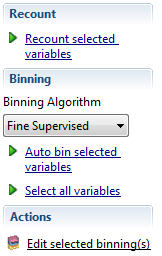 Recount
Recount selected
variables
Binning
Binning Algorithm
Fine Supervised
Auto bin selected
variables
Select all variables
Actions
Edit selected binning(s)